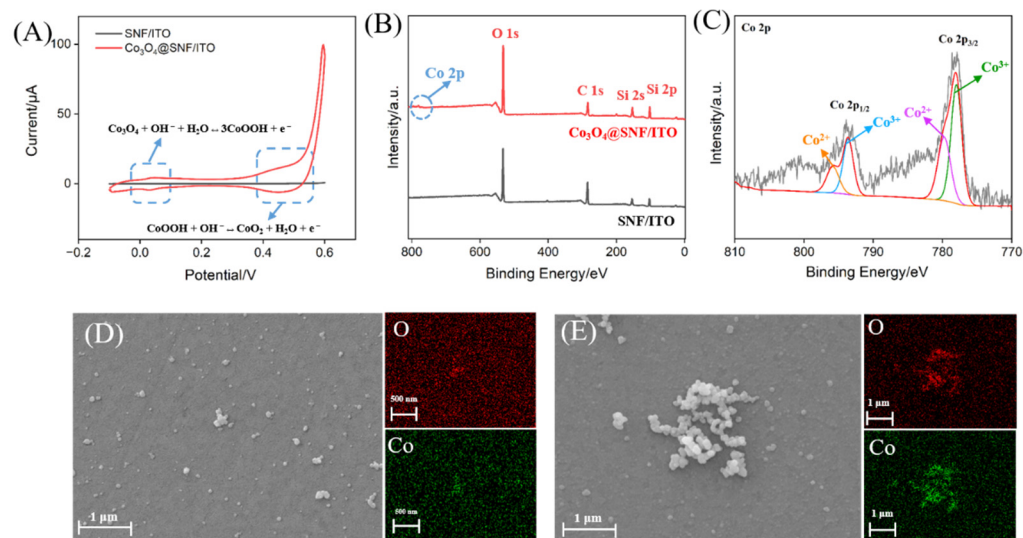 (A)
SNF/ITO
Co₃O₄@SNF/ITO
Co₃O₄ + OH⁻ + H₂O↔3CoOOH + e⁻
CoOOH + OH⁻↔CoO₂ + H₂O + e⁻
100
50
0
Current/μA
−0.2 0.0 0.2 0.4 0.6
Potential/V
(B)
O 1s
Co 2p
C 1s Si 2s Si 2p
Co₃O₄@SNF/ITO
SNF/ITO
Intensity/a.u.
800 600 400 200 0
Binding Energy/eV
(C)
Co 2p
Co 2p₃/₂
Co³⁺
Co 2p₁/₂
Co²⁺
Co³⁺
Co²⁺
Intensity/a.u.
810 800 790 780 770
Binding Energy/eV
(D)
1 μm
O
500 nm
Co
500 nm
(E)
1 μm
O
1 μm
Co
1 μm